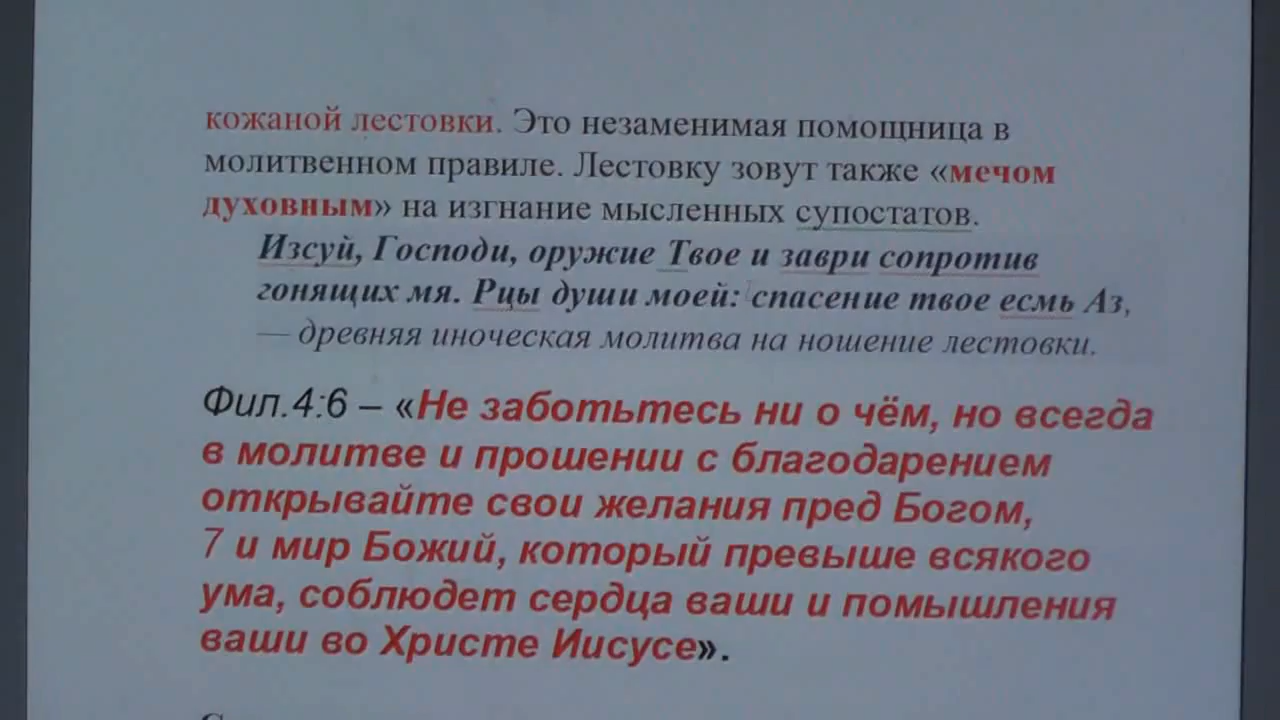 кожаной лестовки. Это незаменимая помощница в
молитвенном правиле. Лестовку зовут также «мечом
духовным» на изгнание мысленных супостатов.
Изсуй, Господи, оружие Твое и заври сопротив
гонящих мя. Рцы души моей: спасение твое есмь Аз,
— древняя иноческая молитва на ношение лестовки.
Фил.4:6 – «Не заботьтесь ни о чём, но всегда
в молитве и прошении с благодарением
открывайте свои желания пред Богом,
7 и мир Божий, который превыше всякого
ума, соблюдет сердца ваши и помышления
ваши во Христе Иисусе».